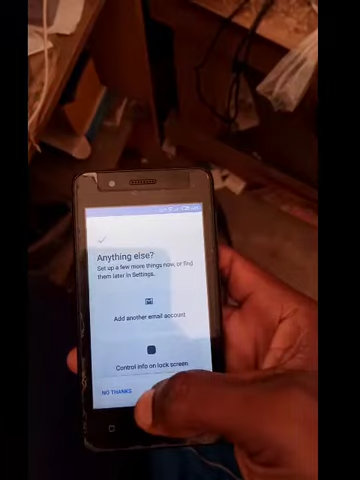 Anything else?
Set up a few more things now, or find
them later in Settings.
Add another email account
Control info on lock screen
NO THANKS